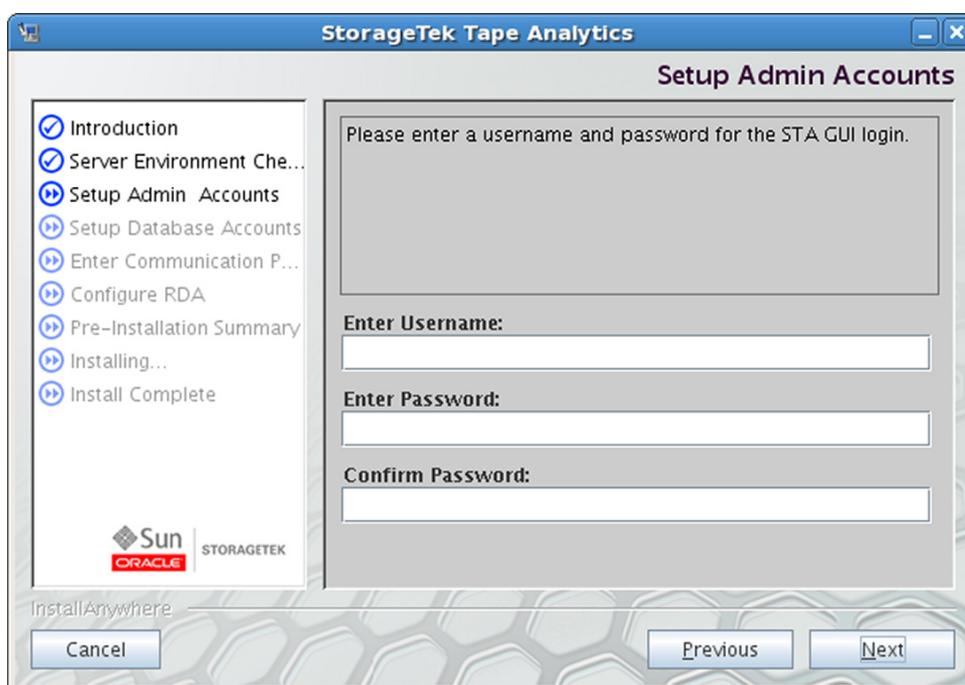 StorageTek Tape Analytics
Setup Admin Accounts
Introduction
Server Environment Che...
Setup Admin Accounts
Setup Database Accounts
Enter Communication P...
Configure RDA
Pre-Installation Summary
Installing...
Install Complete
Sun
ORACLE
STORAGETEK
Please enter a username and password for the STA GUI login.
Enter Username:
Enter Password:
Confirm Password:
InstallAnywhere
Cancel
Previous
Next